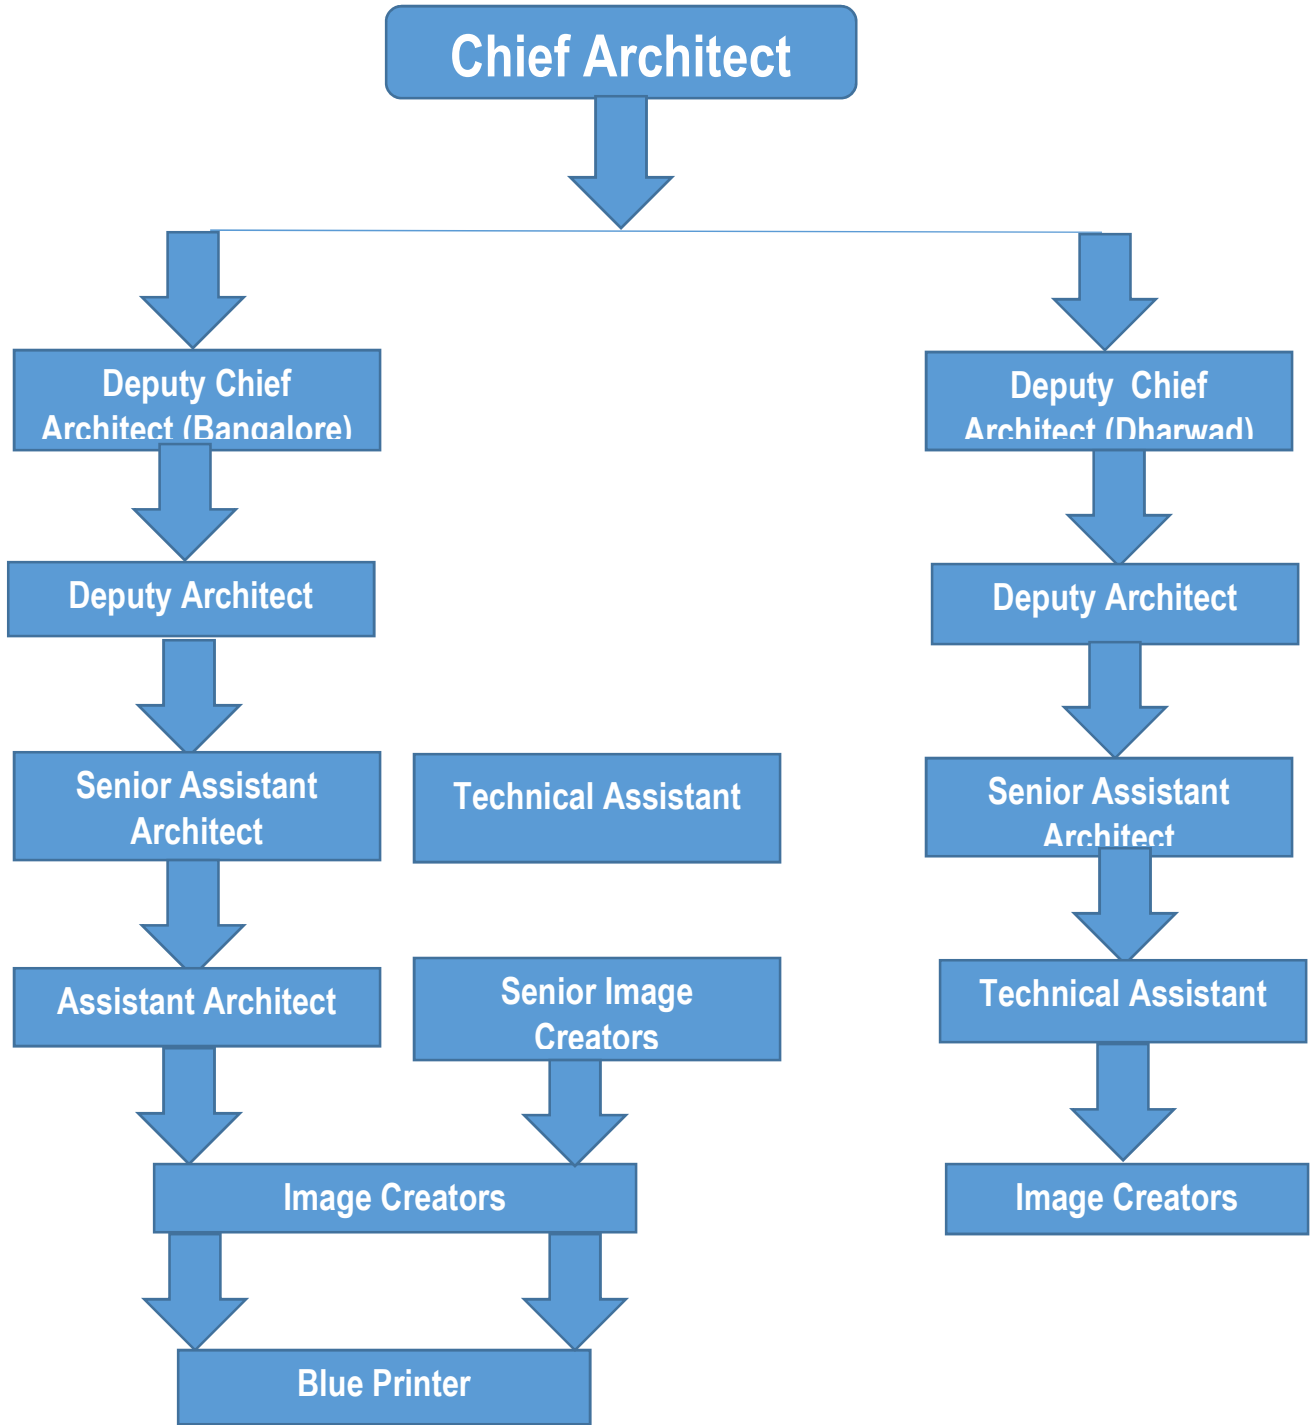 Chief Architect
Deputy Chief
Architect (Bangalore)
Deputy  Chief
Architect (Dharwad)
Deputy Architect
Deputy Architect
Senior Assistant
Architect
Technical Assistant
Senior Assistant
Architect
Assistant Architect
Senior Image
Creators
Technical Assistant
Image Creators
Image Creators
Blue Printer